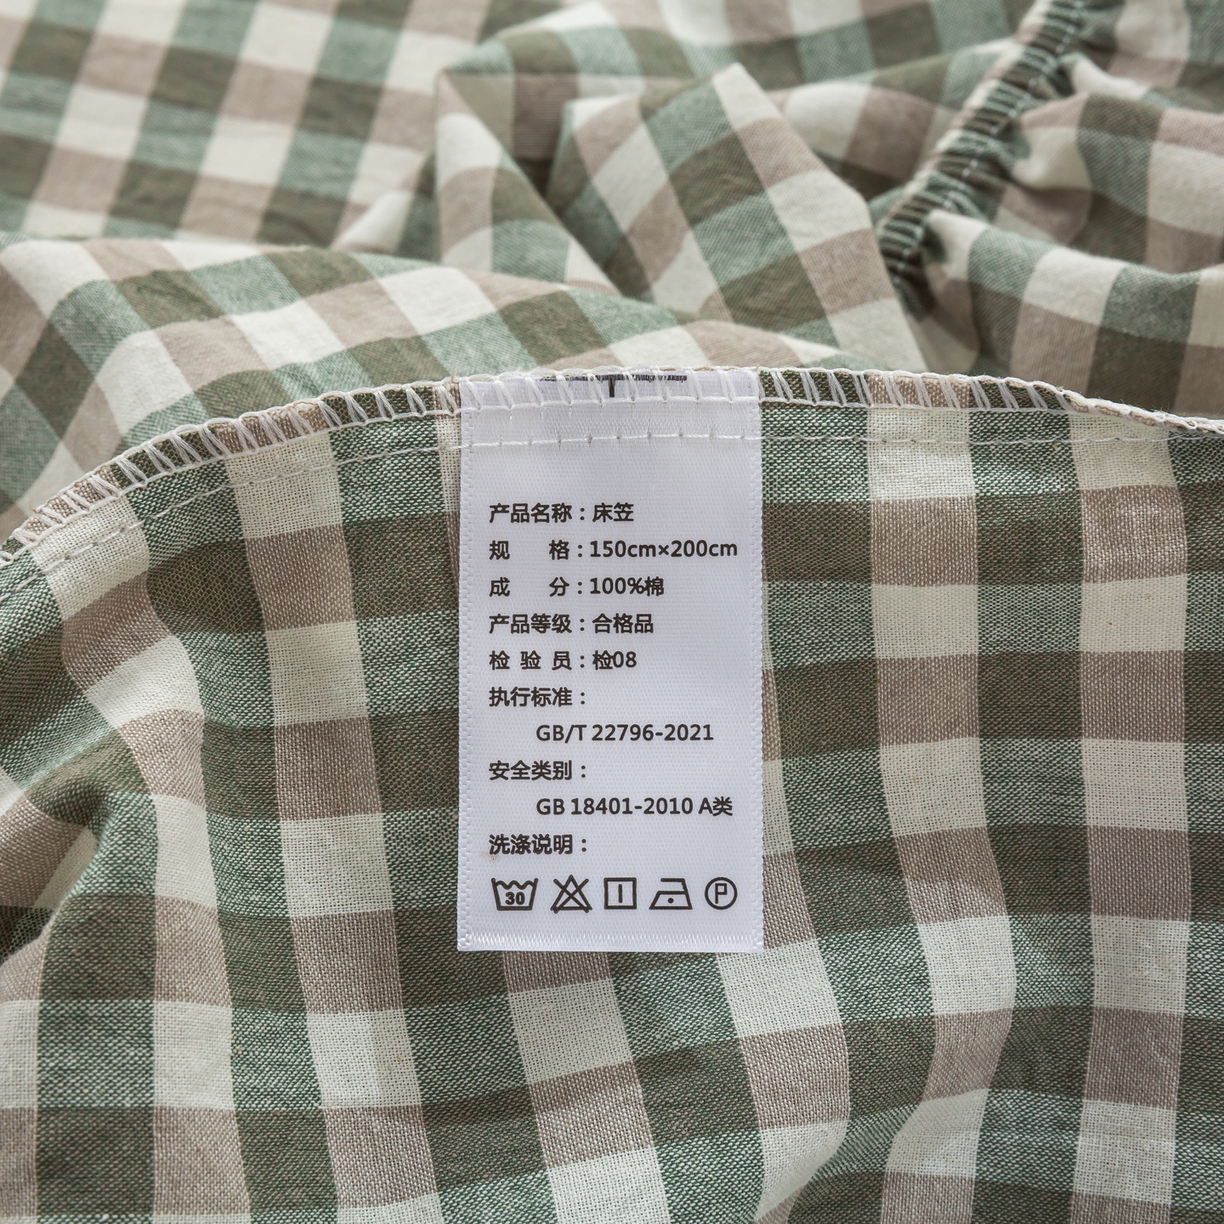 产品名称：床笠
规 格：150cm×200cm
成 分：100%棉
产品等级：合格品
检 验 员：检08
执行标准：
GB/T 22796-2021
安全类别：
GB 18401-2010 A类
洗涤说明：
30
P